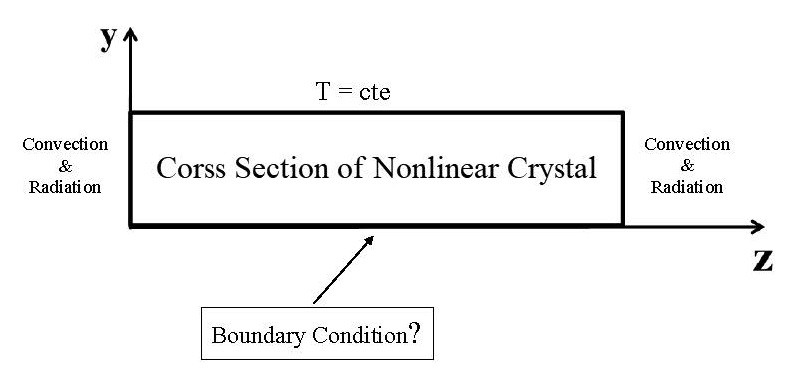 y
T = cte
Convection
&
Radiation
Corss Section of Nonlinear Crystal
Convection
&
Radiation
z
Boundary Condition?